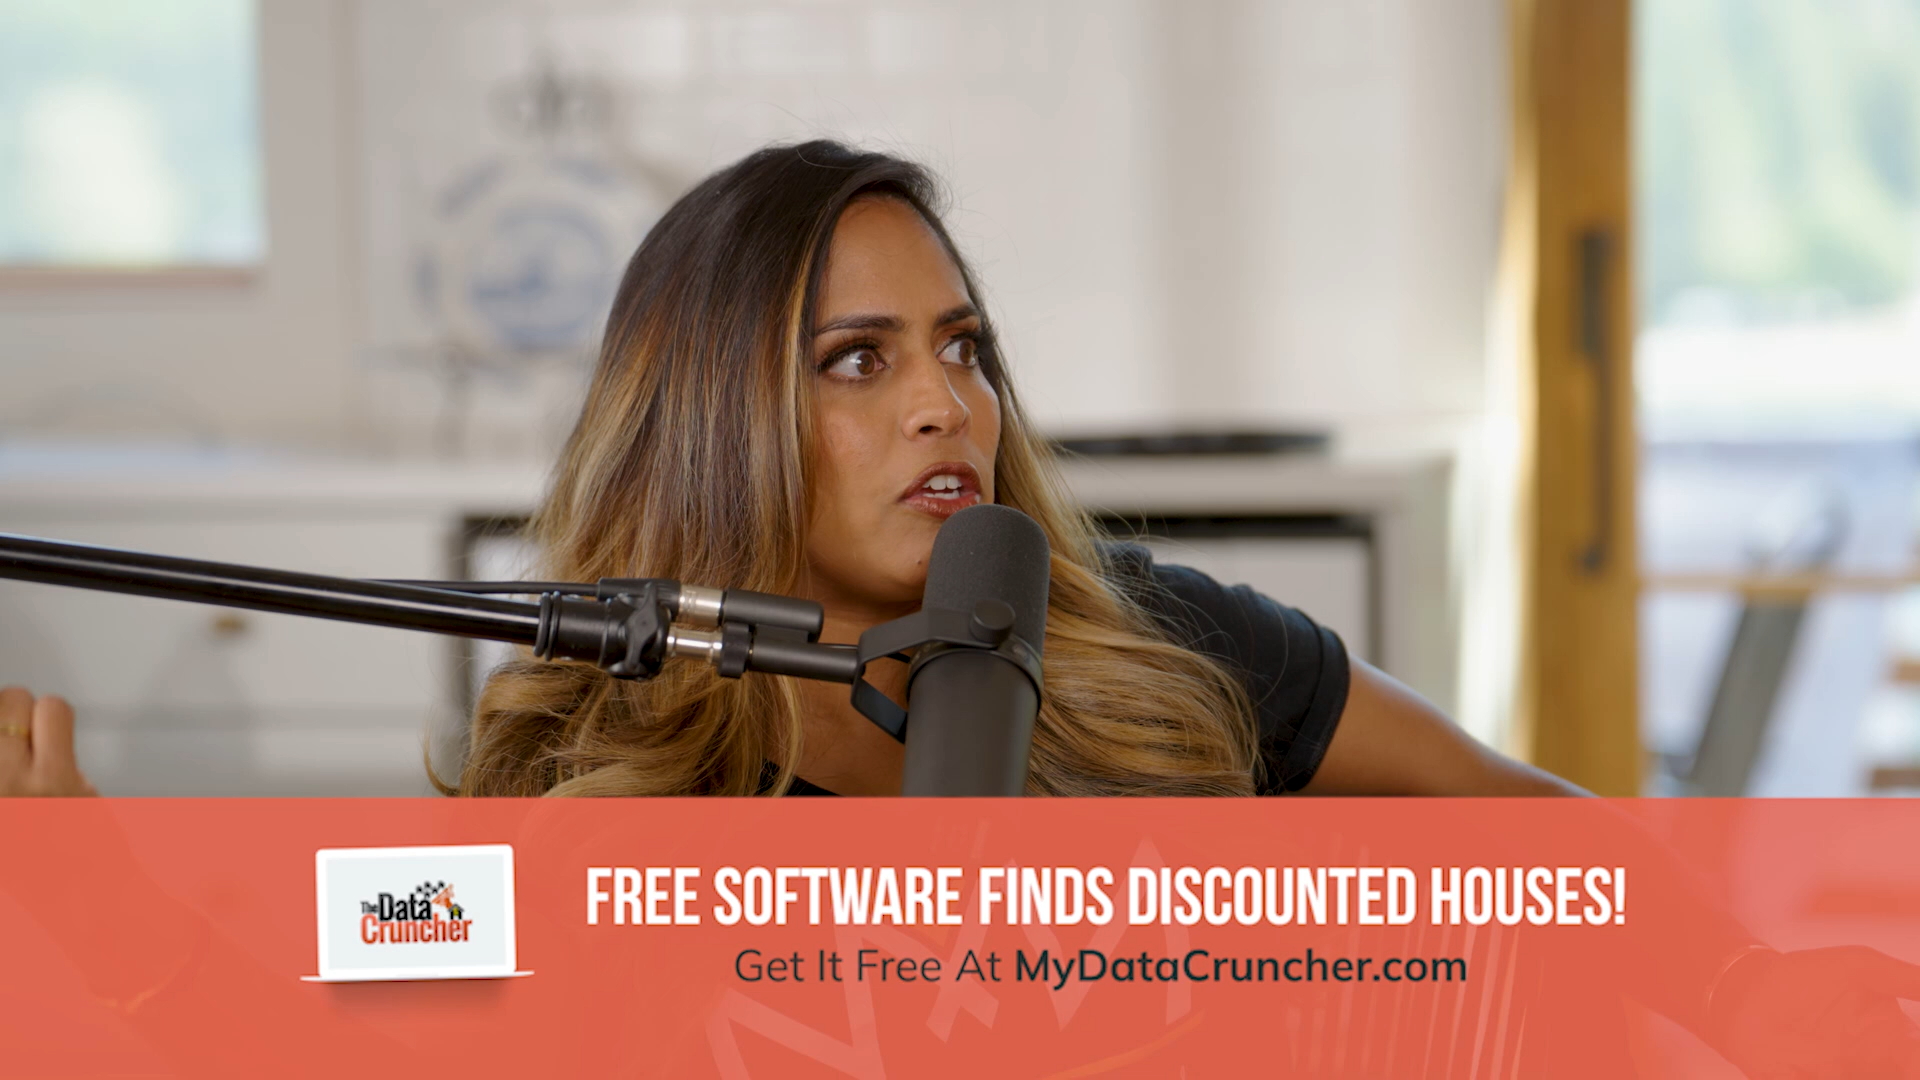 The Data
Cruncher
FREE SOFTWARE FINDS DISCOUNTED HOUSES!
Get It Free At MyDataCruncher.com